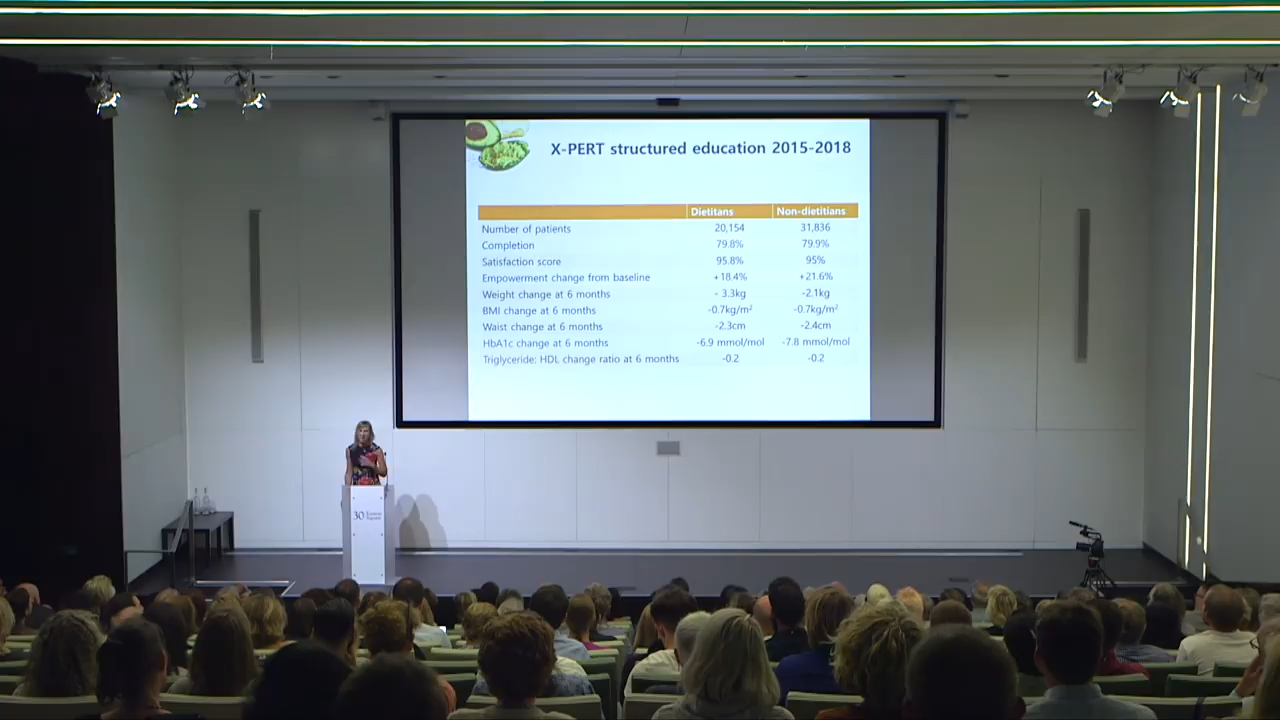 X-PERT structured education 2015-2018
Dietitans Non-dietitians
Number of patients 20,154 31,836
Completion 79.8% 79.9%
Satisfaction score 95.8% 95%
Empowerment change from baseline +18.4% +21.6%
Weight change at 6 months - 3.3kg -2.1kg
BMI change at 6 months -0.7kg/m² -0.7kg/m²
Waist change at 6 months -2.3cm -2.4cm
HbA1c change at 6 months -6.9 mmol/mol -7.8 mmol/mol
Triglyceride: HDL change ratio at 6 months -0.2 -0.2
30